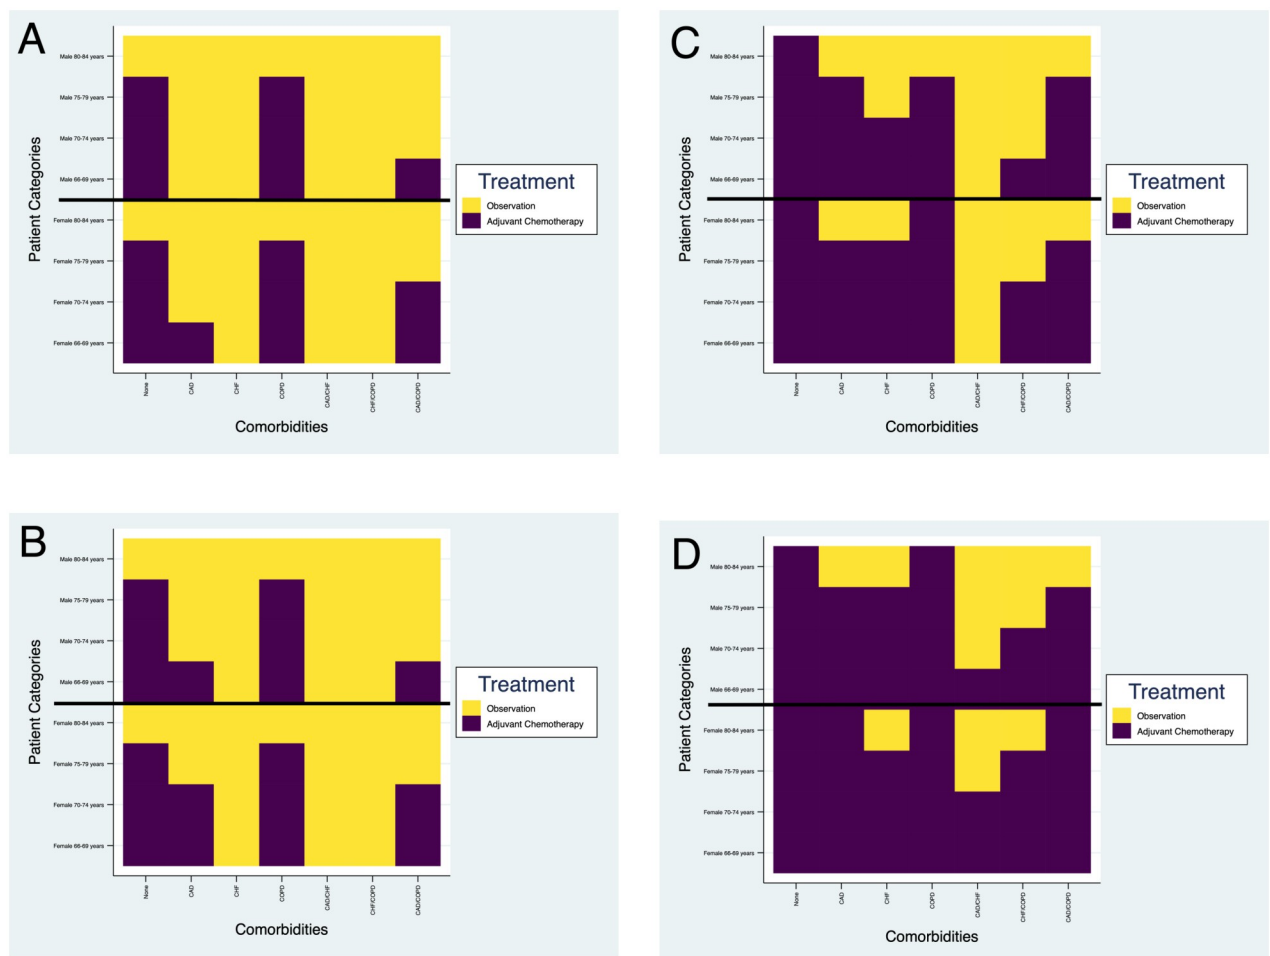 A
Patient Categories
Male 80-84 years
Male 75-79 years
Male 70-74 years
Male 66-69 years
Female 80-84 years
Female 75-79 years
Female 70-74 years
Female 66-69 years
None
CAD
CHF
COPD
CAD/CHF
CHF/COPD
CAD/COPD
Comorbidities
Treatment
Observation
Adjuvant Chemotherapy
C
Patient Categories
Male 80-84 years
Male 75-79 years
Male 70-74 years
Male 66-69 years
Female 80-84 years
Female 75-79 years
Female 70-74 years
Female 66-69 years
None
CAD
CHF
COPD
CAD/CHF
CHF/COPD
CAD/COPD
Comorbidities
Treatment
Observation
Adjuvant Chemotherapy
B
Patient Categories
Male 80-84 years
Male 75-79 years
Male 70-74 years
Male 66-69 years
Female 80-84 years
Female 75-79 years
Female 70-74 years
Female 66-69 years
None
CAD
CHF
COPD
CAD/CHF
CHF/COPD
CAD/COPD
Comorbidities
Treatment
Observation
Adjuvant Chemotherapy
D
Patient Categories
Male 80-84 years
Male 75-79 years
Male 70-74 years
Male 66-69 years
Female 80-84 years
Female 75-79 years
Female 70-74 years
Female 66-69 years
None
CAD
CHF
COPD
CAD/CHF
CHF/COPD
CAD/COPD
Comorbidities
Treatment
Observation
Adjuvant Chemotherapy